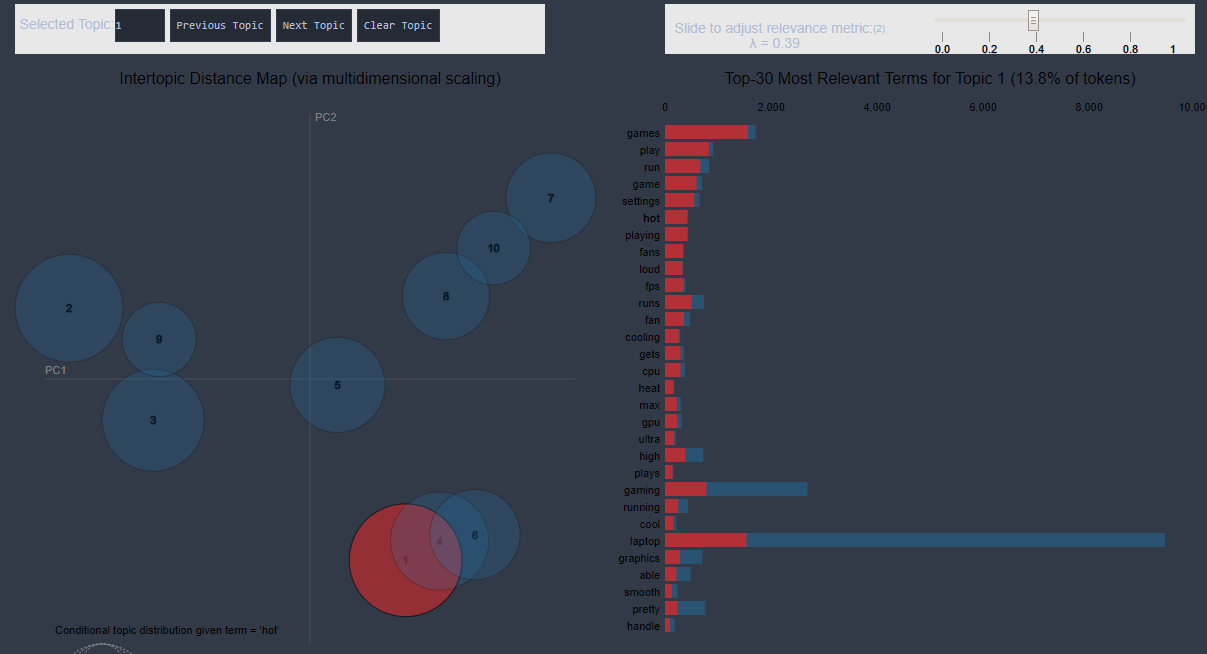 Selected Topic: 1 Previous Topic Next Topic Clear Topic
Slide to adjust relevance metric:(2)
λ = 0.39
0.0 0.2 0.4 0.6 0.8 1
Intertopic Distance Map (via multidimensional scaling)
PC2
PC1
7
10
8
2
9
5
3
6
4
1
Conditional topic distribution given term = 'hot'
Top-30 Most Relevant Terms for Topic 1 (13.8% of tokens)
0 2,000 4,000 6,000 8,000 10,000
games
play
run
game
settings
hot
playing
fans
loud
fps
runs
fan
cooling
gets
cpu
heat
max
gpu
ultra
high
plays
gaming
running
cool
laptop
graphics
able
smooth
pretty
handle